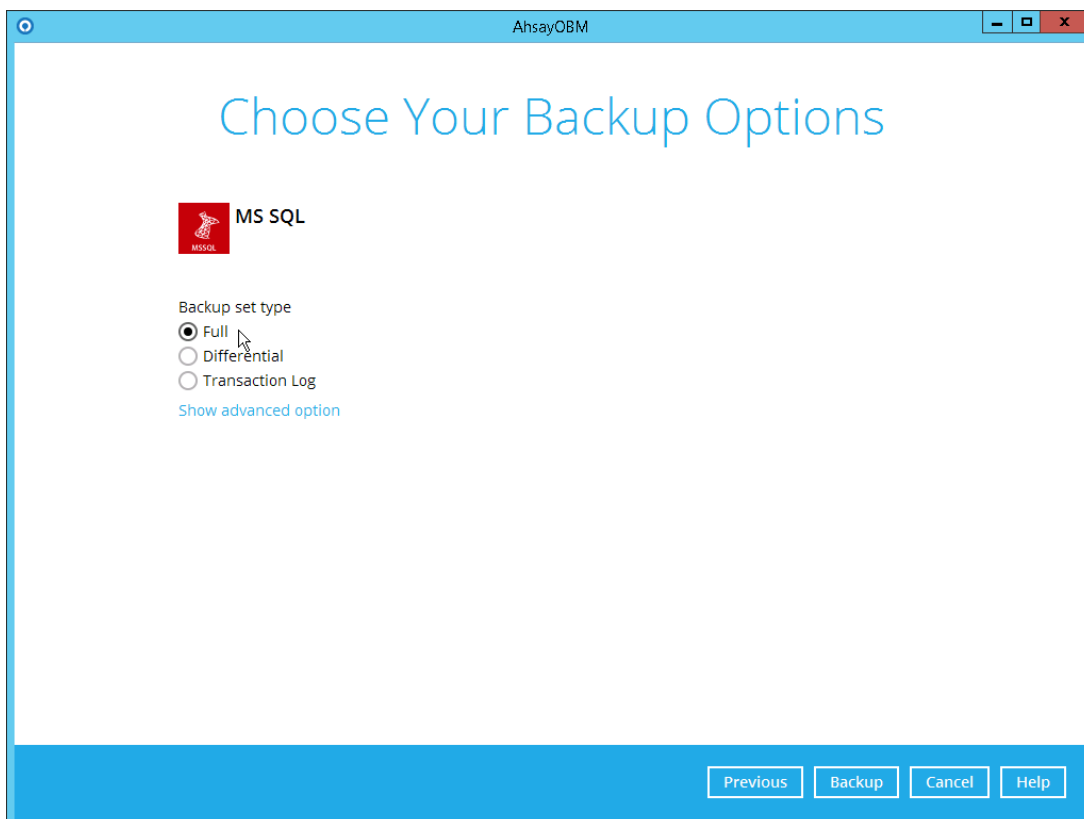 AhsayOBM
Choose Your Backup Options
MS SQL
MSSQL
Backup set type
Full
Differential
Transaction Log
Show advanced option
Previous
Backup
Cancel
Help